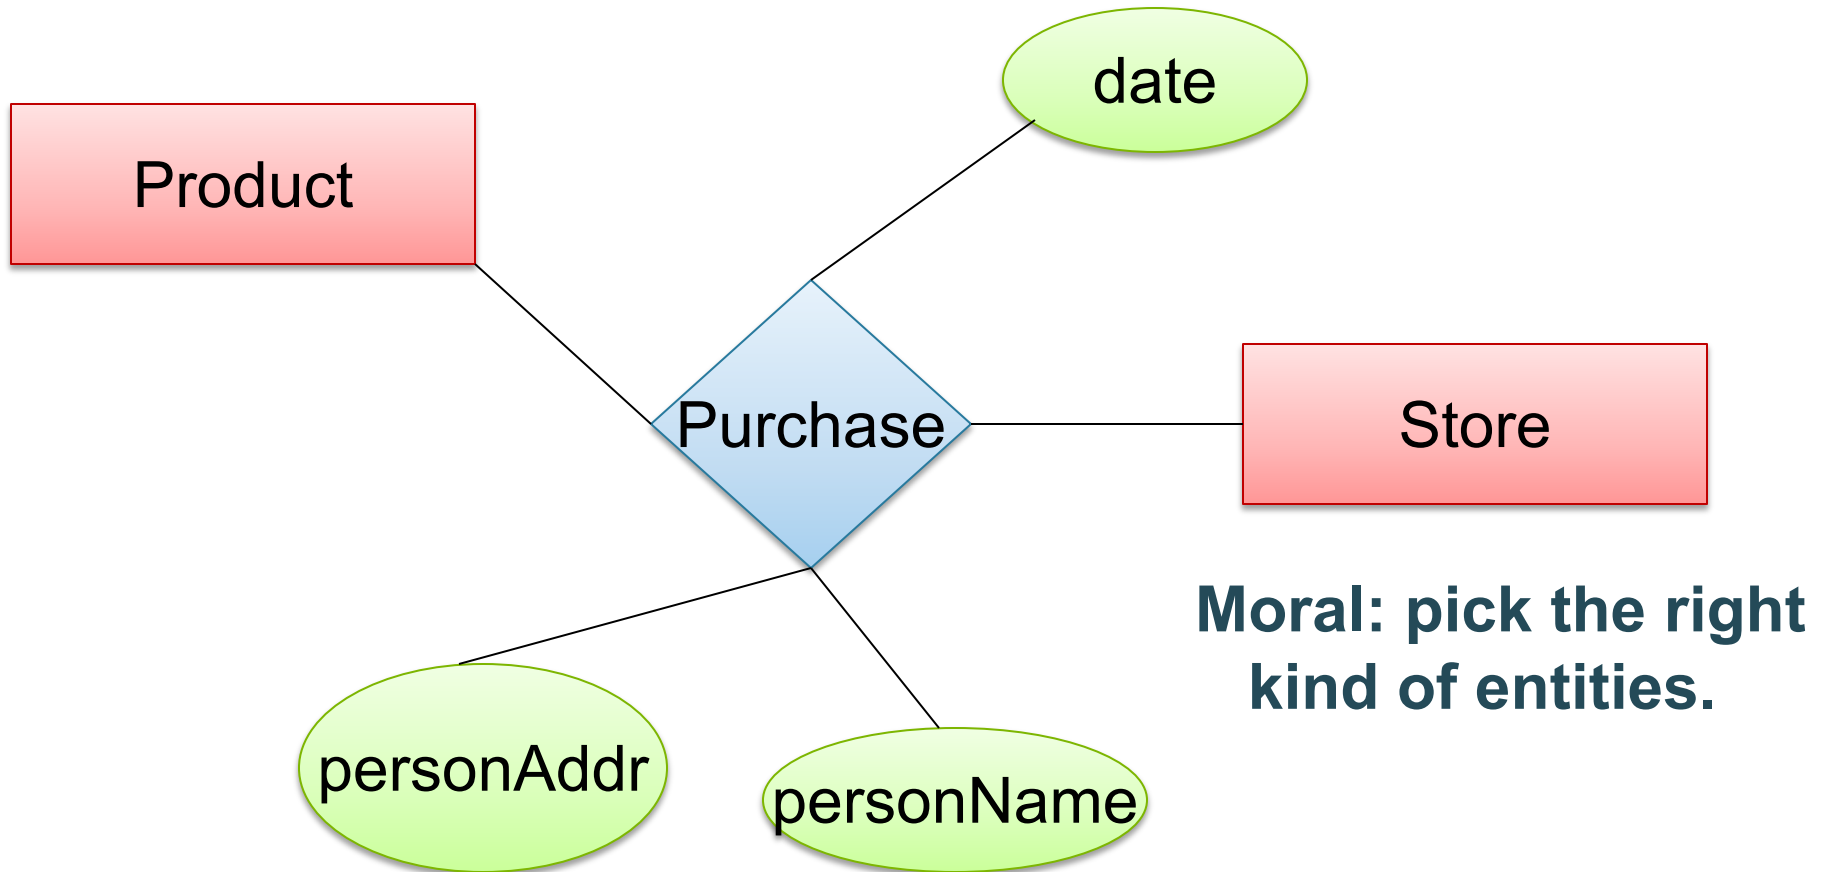 date
Product
Purchase
Store
Moral: pick the right
kind of entities.
personAddr
personName